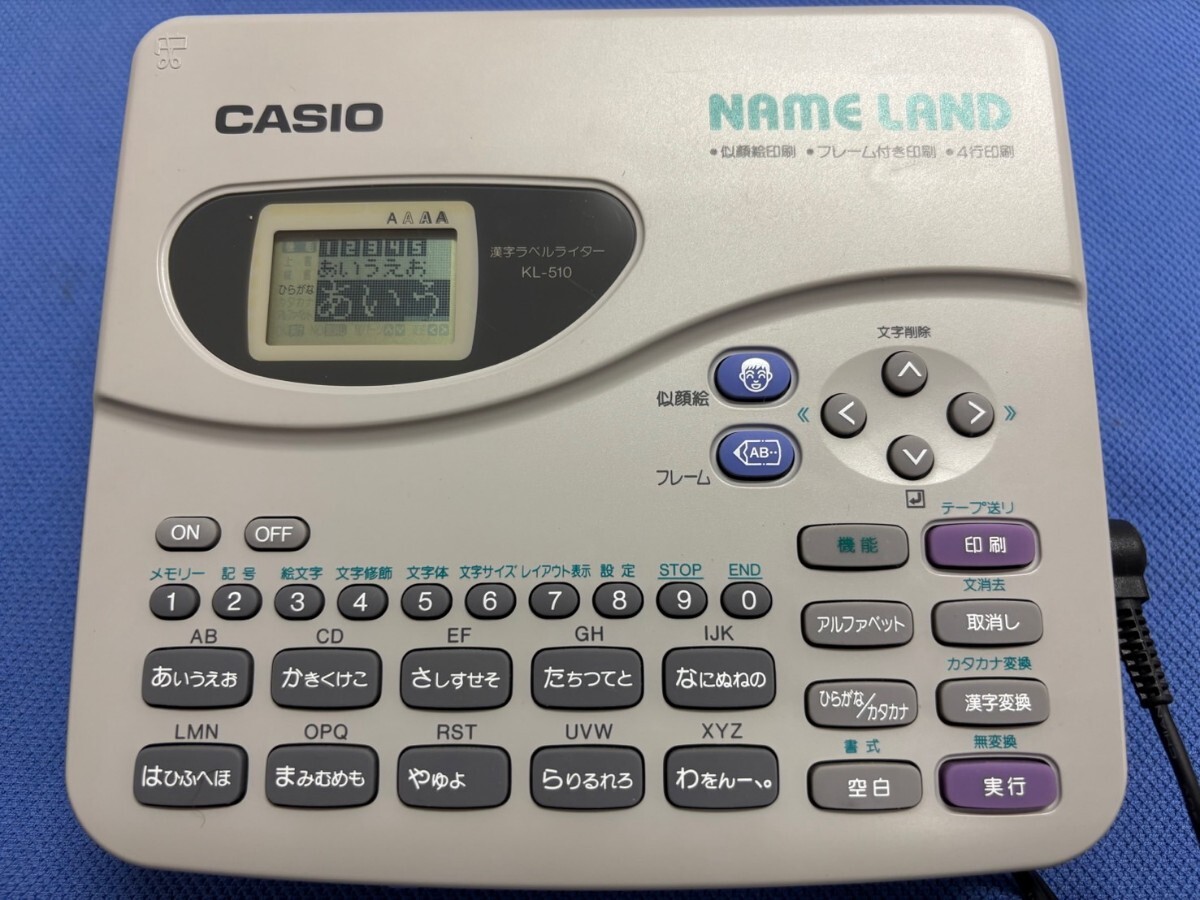 CASIO
NAME LAND
•似顔絵印刷 •フレーム付き印刷 •4行印刷
A A A A
漢字ラベルライター
KL-510
1 2 3 4 5
あいうえお
ひらがな
あいう
文字削除
似顔絵
《 < ^ > 》
フレーム
AB··
ON OFF
テープ送り
機能 印刷
メモリー 記号 絵文字 文字修飾 文字体 文字サイズ レイアウト表示 設定 STOP END
1 2 3 4 5 6 7 8 9 0
文消去
アルファベット 取消し
AB CD EF GH IJK
あいうえお かきくけこ さしすせそ たちつてと なにぬねの
カタカナ変換
ひらがな/カタカナ 漢字変換
LMN OPQ RST UVW XYZ
はひふへほ まみむめも やゆよ らりるれろ わをんー、。
書式 無変換
空白 実行